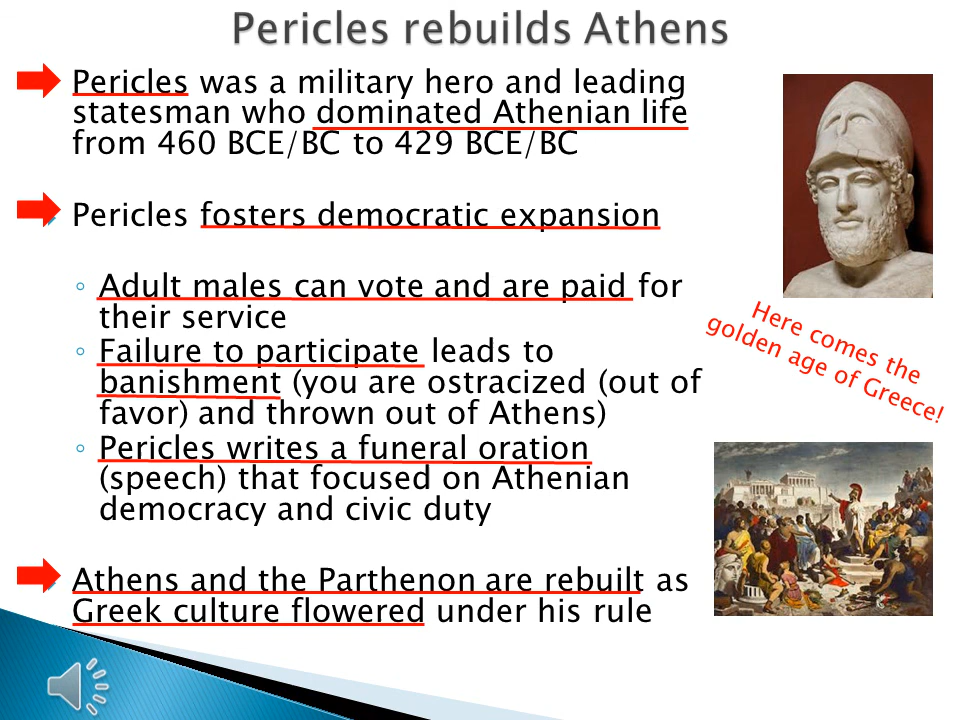 Pericles rebuilds Athens
Pericles was a military hero and leading
statesman who dominated Athenian life
from 460 BCE/BC to 429 BCE/BC
Pericles fosters democratic expansion
◦ Adult males can vote and are paid for
their service
◦ Failure to participate leads to
banishment (you are ostracized (out of
favor) and thrown out of Athens)
◦ Pericles writes a funeral oration
(speech) that focused on Athenian
democracy and civic duty
Athens and the Parthenon are rebuilt as
Greek culture flowered under his rule
Here comes the
golden age of Greece!